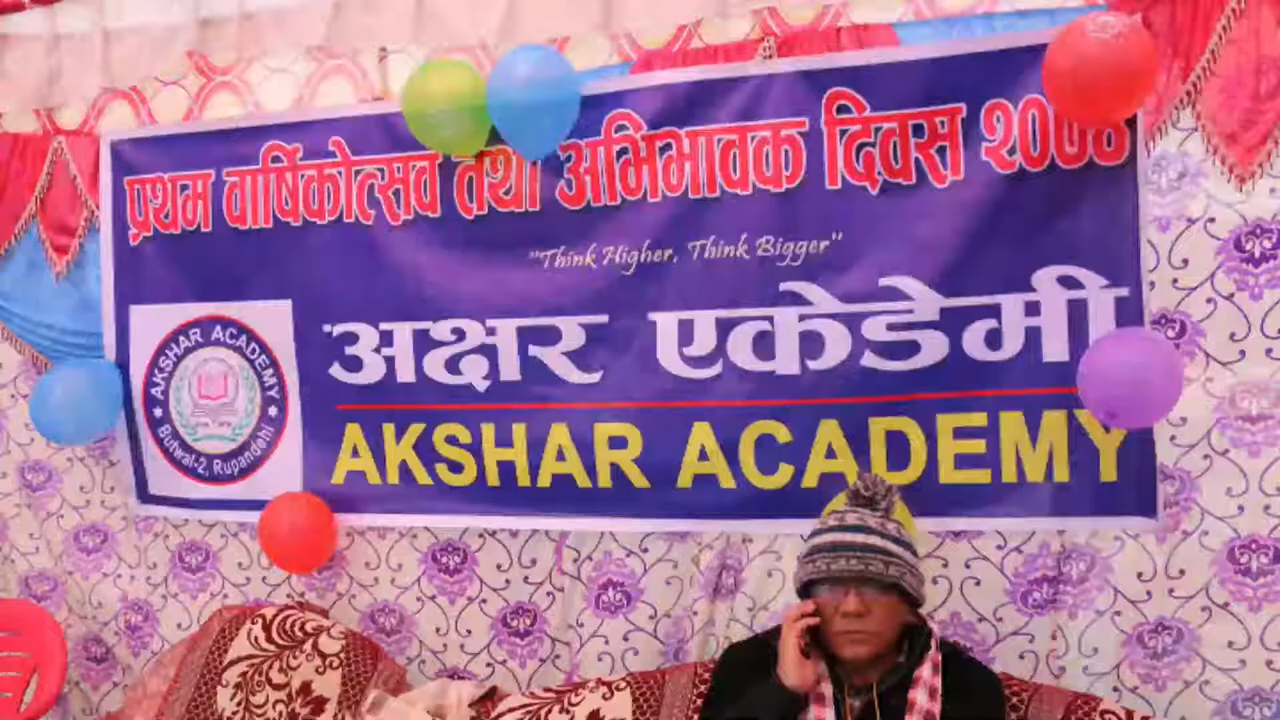 प्रथम वार्षिकोत्सव तथा अभिभावक दिवस २०७४
"Think Higher, Think Bigger"
अक्षर एकेडेमी
AKSHAR ACADEMY
AKSHAR ACADEMY
Butwal-2, Rupandehi